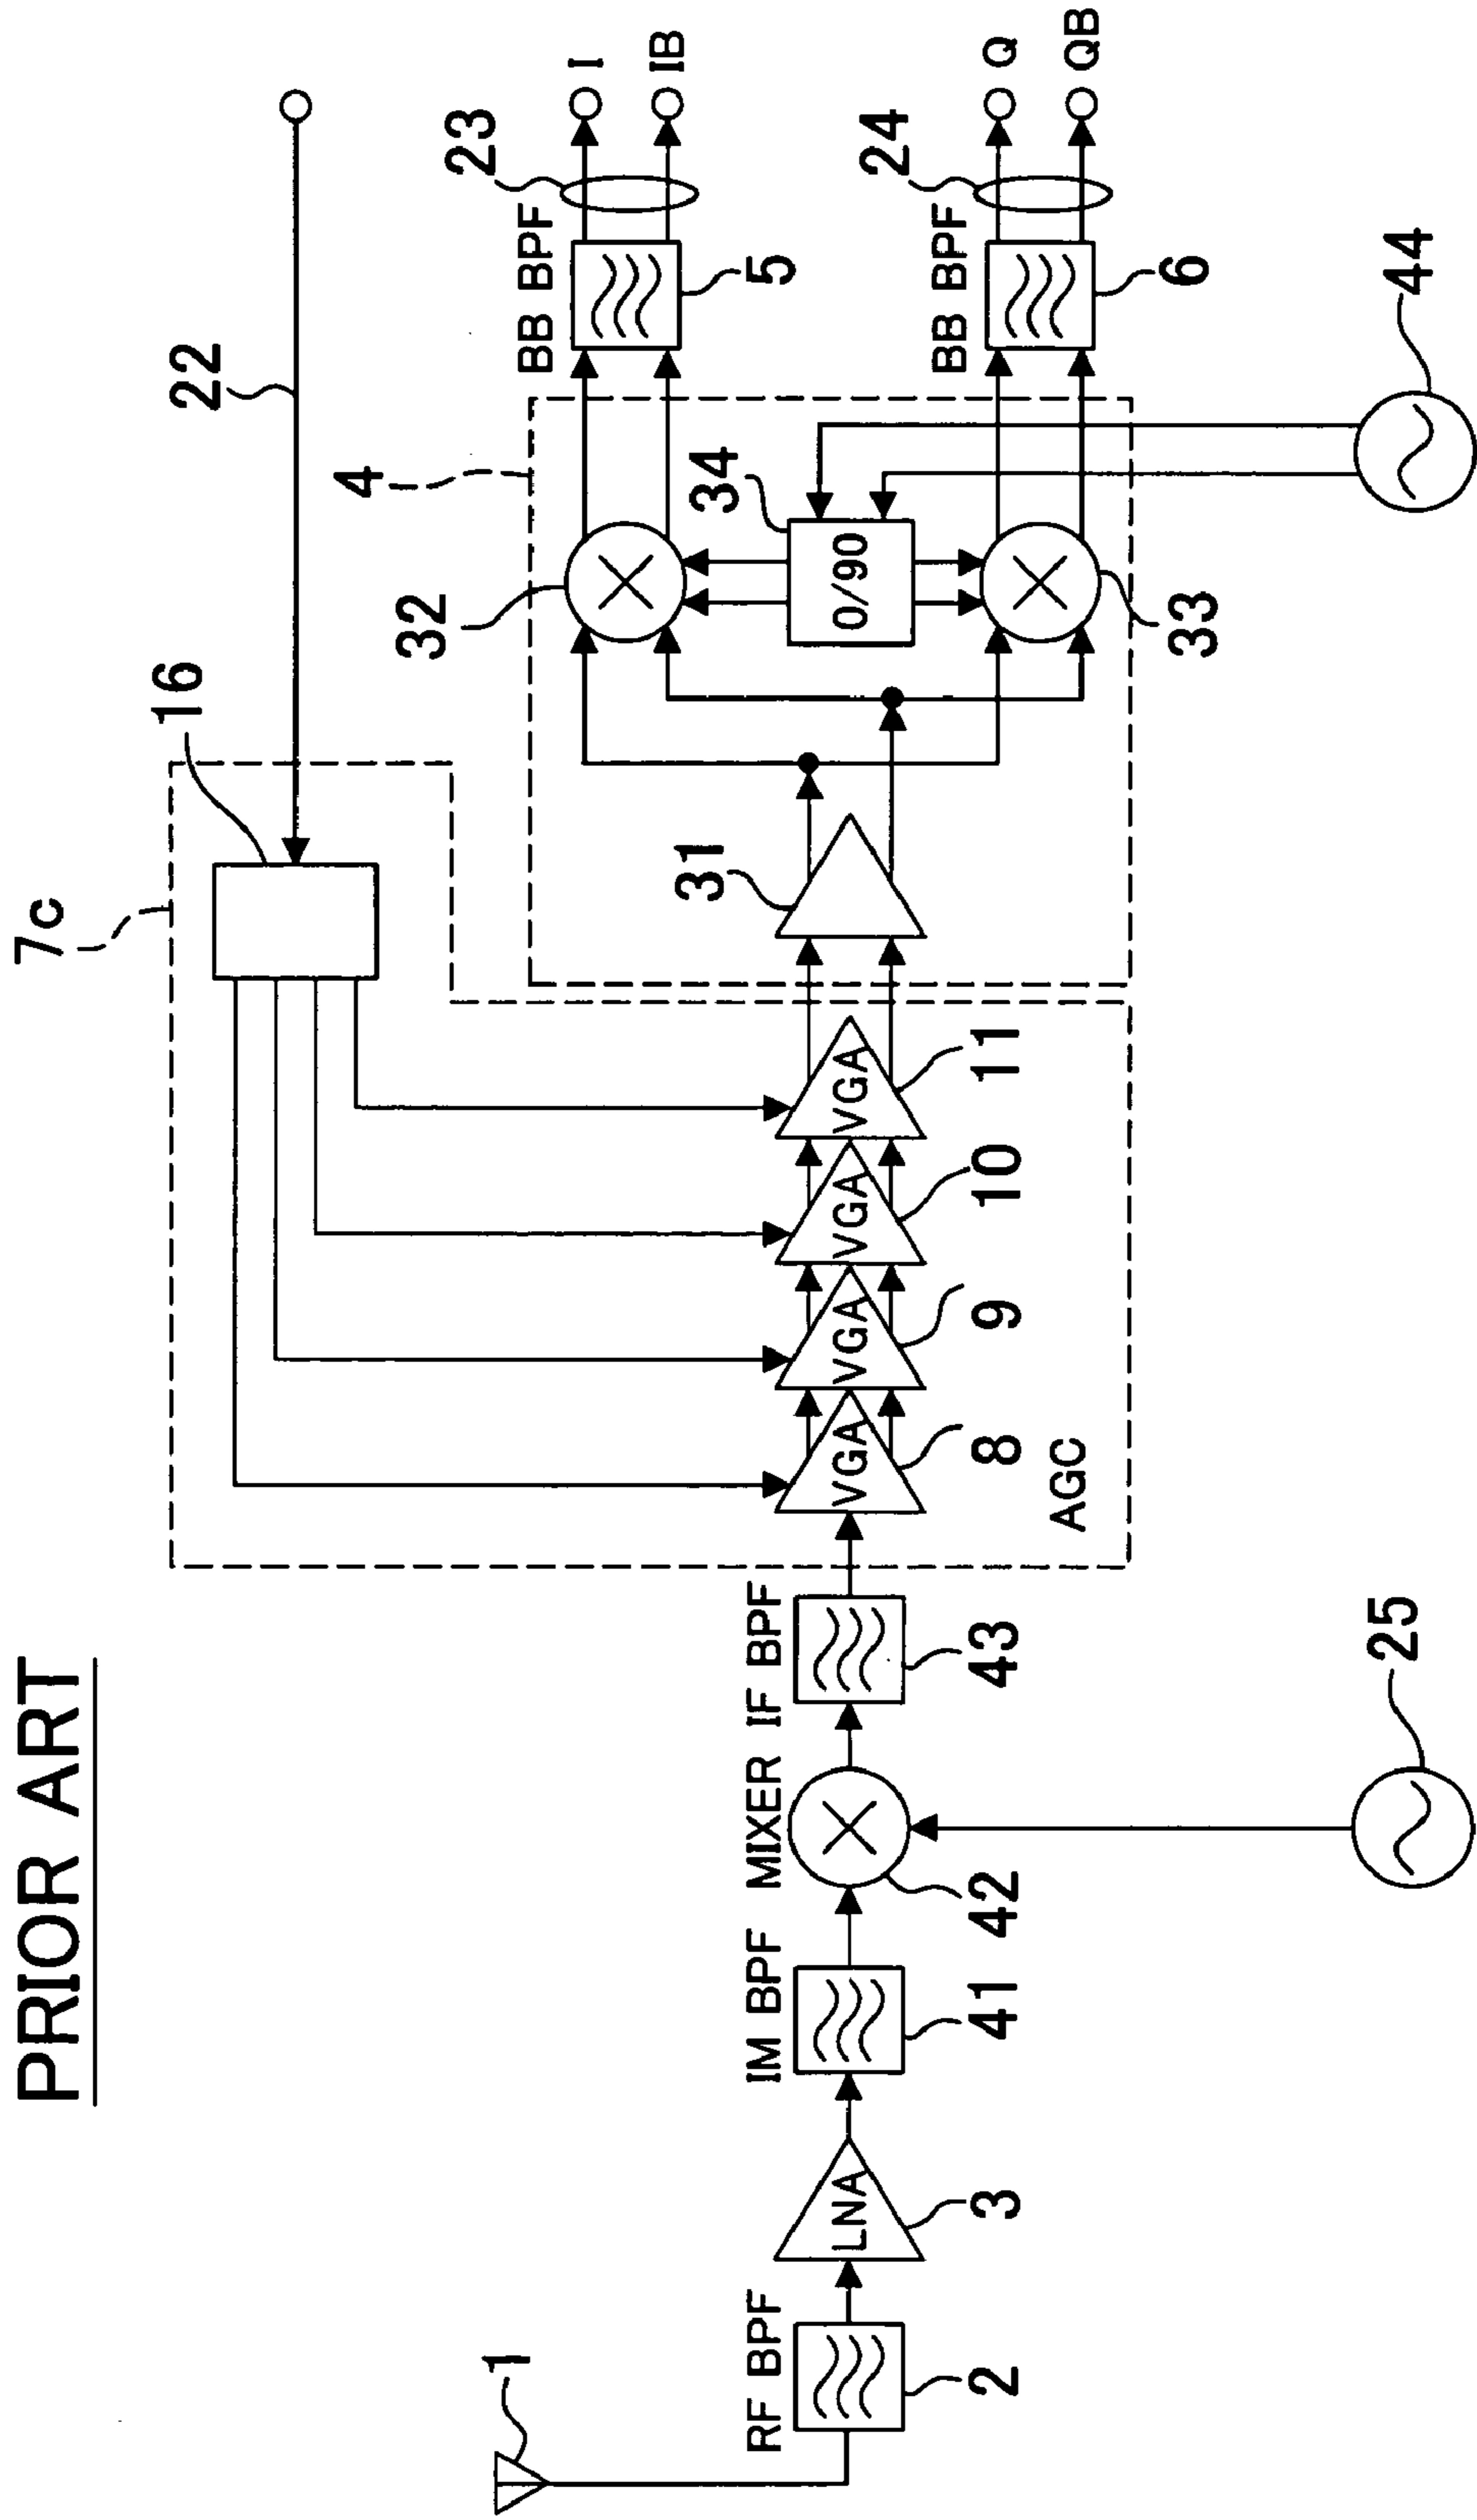 PRIOR ART
7c
16
22
4
32
34
23
I
IB
BB BPF
5
0/90
31
24
Q
QB
BB BPF
6
33
44
1
RF BPF
2
LNA
3
IM BPF
41
MIXER
42
IF BPF
43
VGA
8
VGA
9
VGA
10
VGA
11
AGC
25